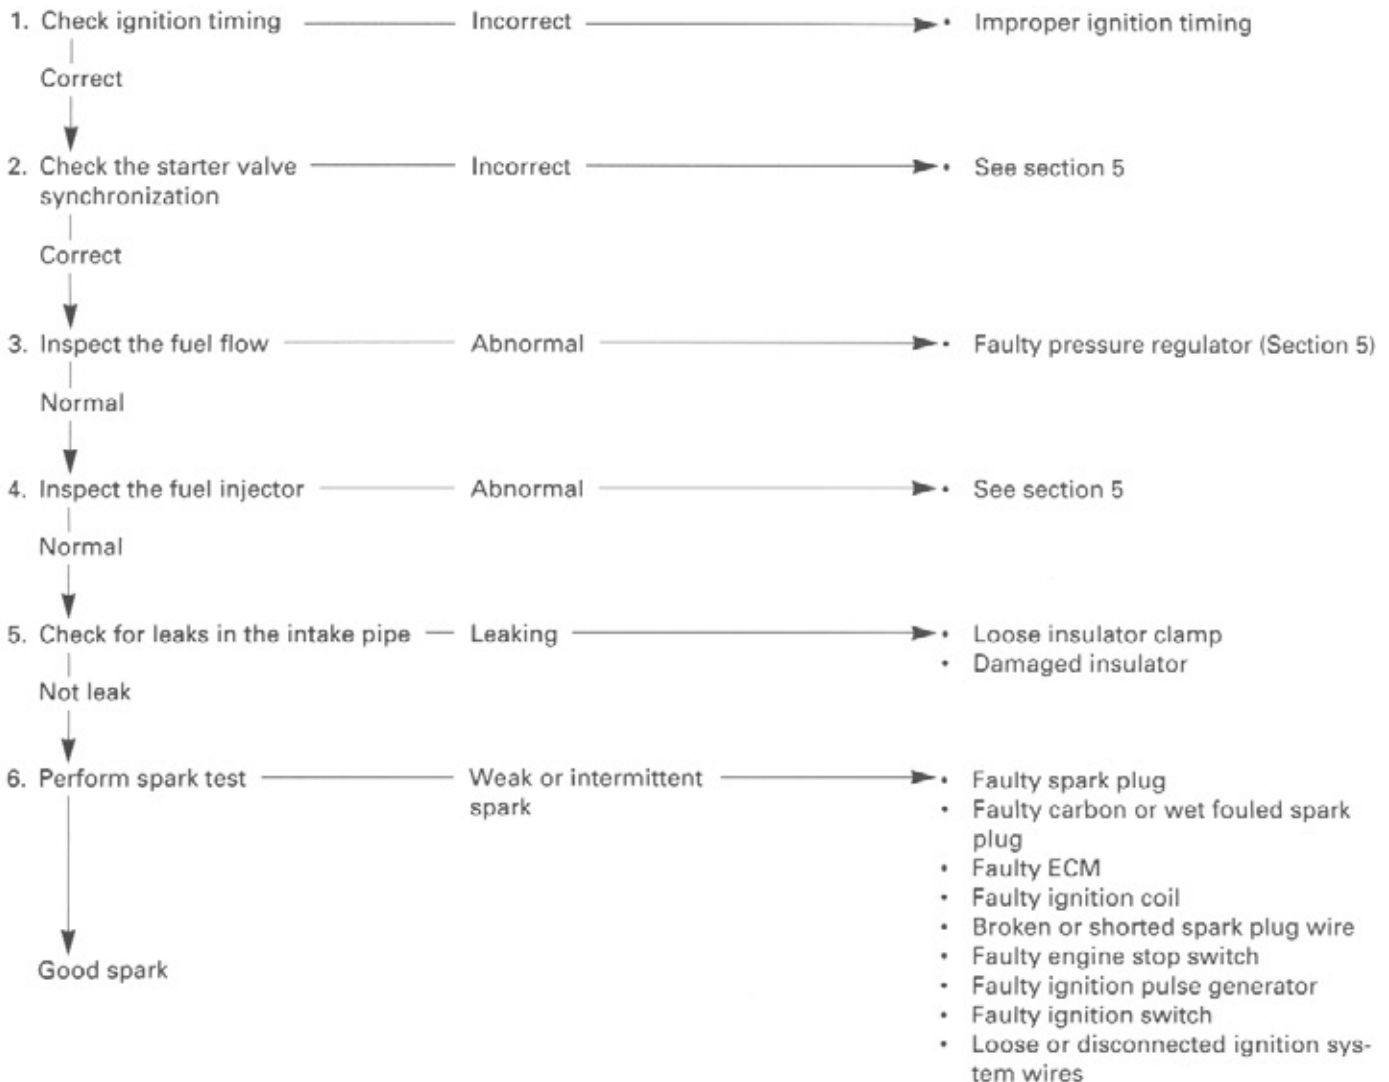 1. Check ignition timing Incorrect • Improper ignition timing
Correct
2. Check the starter valve Incorrect • See section 5
synchronization
Correct
3. Inspect the fuel flow Abnormal • Faulty pressure regulator (Section 5)
Normal
4. Inspect the fuel injector Abnormal • See section 5
Normal
5. Check for leaks in the intake pipe Leaking • Loose insulator clamp
• Damaged insulator
Not leak
6. Perform spark test Weak or intermittent • Faulty spark plug
spark
• Faulty carbon or wet fouled spark
plug
• Faulty ECM
• Faulty ignition coil
• Broken or shorted spark plug wire
• Faulty engine stop switch
Good spark
• Faulty ignition pulse generator
• Faulty ignition switch
• Loose or disconnected ignition sys-
tem wires